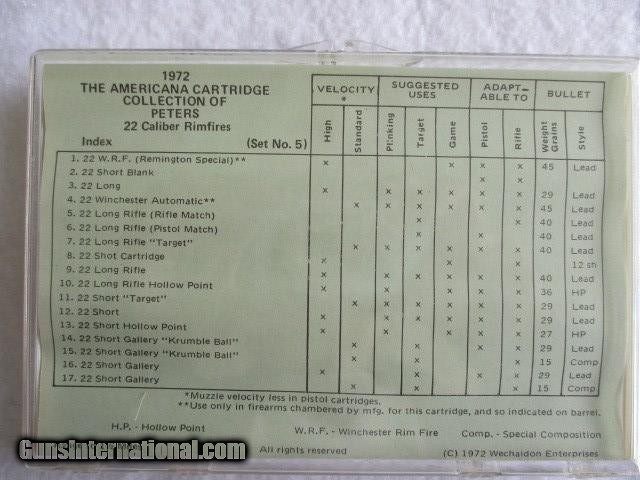 1972
THE AMERICANA CARTRIDGE
COLLECTION OF
PETERS
22 Caliber Rimfires
Index (Set No. 5)
VELOCITY * SUGGESTED USES ADAPT- ABLE TO BULLET
High Standard Plinking Target Game Pistol Rifle Weight Grains Style
1. 22 W.R.F. (Remington Special)** x x x x 45 Lead
2. 22 Short Blank x x
3. 22 Long x x x x x x 29 Lead
4. 22 Winchester Automatic** x x x x x x 45 Lead
5. 22 Long Rifle (Rifle Match) x x 40 Lead
6. 22 Long Rifle (Pistol Match) x x 40 Lead
7. 22 Long Rifle "Target" x x x x x x 40 Lead
8. 22 Shot Cartridge x x x 12 sh
9. 22 Long Rifle x x x x x x 40 Lead
10. 22 Long Rifle Hollow Point x x x x x x 36 HP
11. 22 Short "Target" x x x x x x 29 Lead
12. 22 Short x x x x x x 29 Lead
13. 22 Short Hollow Point x x x x x x 27 HP
14. 22 Short Gallery "Krumble Ball" x x x 29 Lead
15. 22 Short Gallery "Krumble Ball" x x x 15 Comp
16. 22 Short Gallery x x x x 29 Lead
17. 22 Short Gallery x x x 15 Comp.
*Muzzle velocity less in pistol cartridges.
**Use only in firearms chambered by mfg. for this cartridge, and so indicated on barrel.
H.P. - Hollow Point W.R.F. - Winchester Rim Fire Comp. - Special Composition
All rights reserved (C) 1972 Wechaidon Enterprises
GunsInternational.com